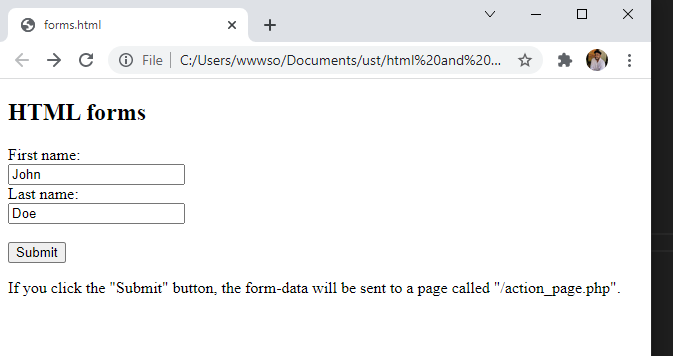 forms.html
File C:/Users/wwwso/Documents/ust/html%20and%20...
HTML forms
First name:
John
Last name:
Doe
Submit
If you click the "Submit" button, the form-data will be sent to a page called "/action_page.php".